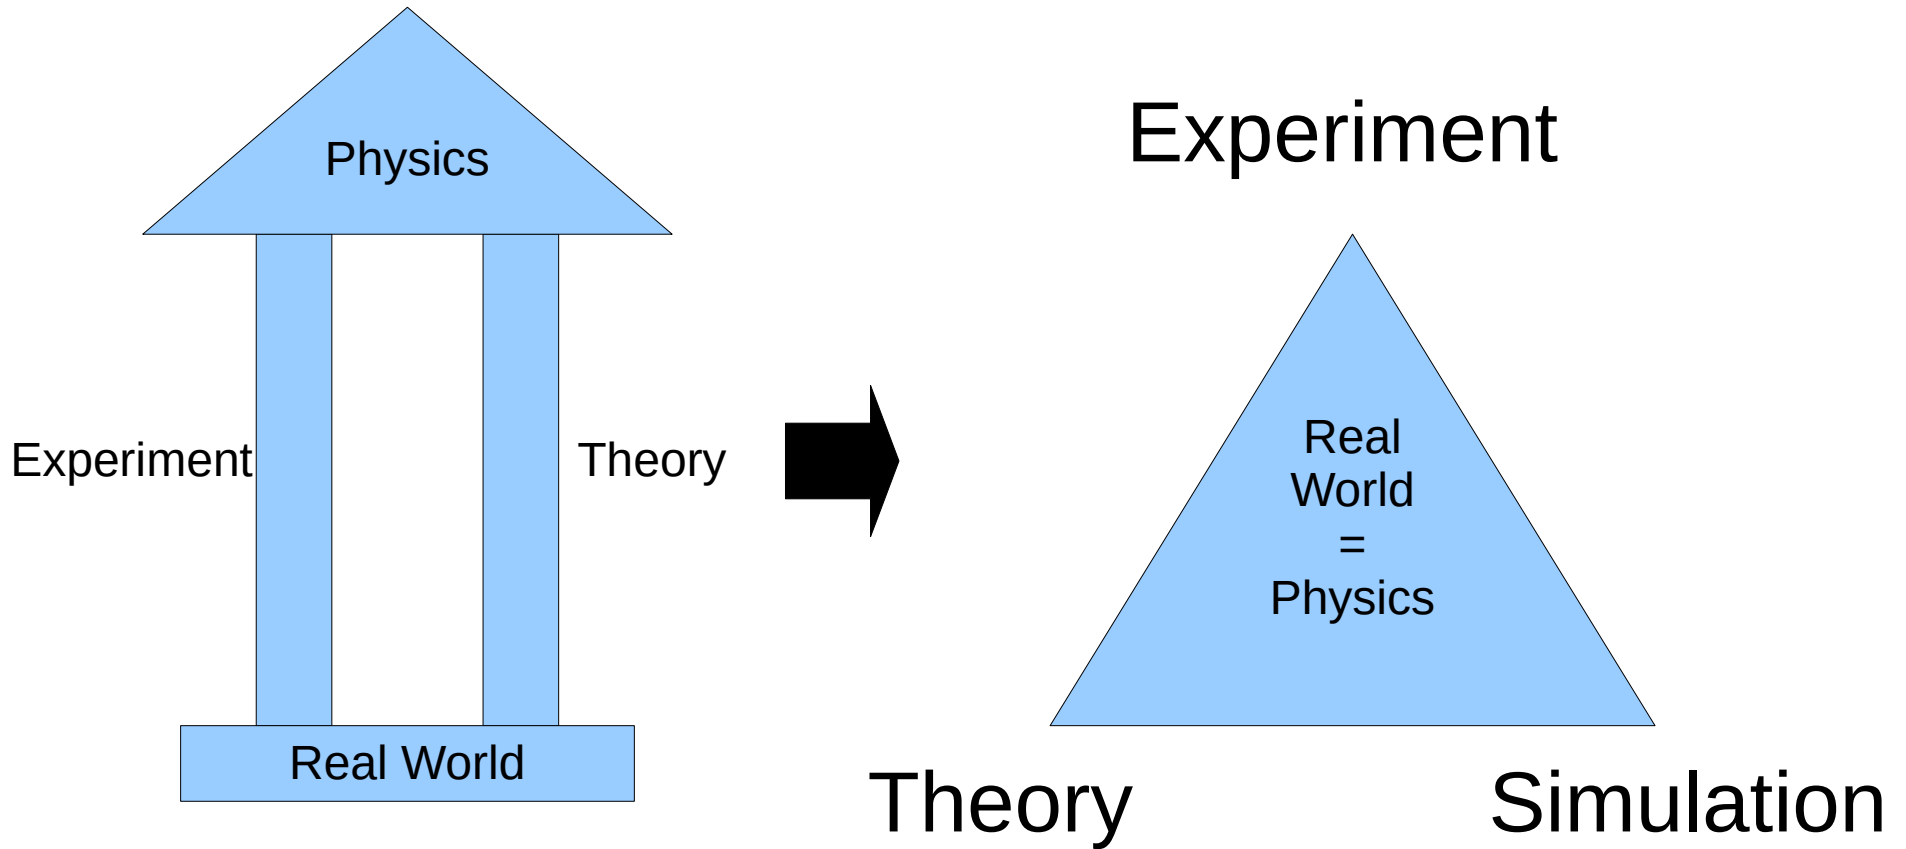 Physics
Experiment
Theory
Real World
Experiment
Real
World
=
Physics
Theory
Simulation